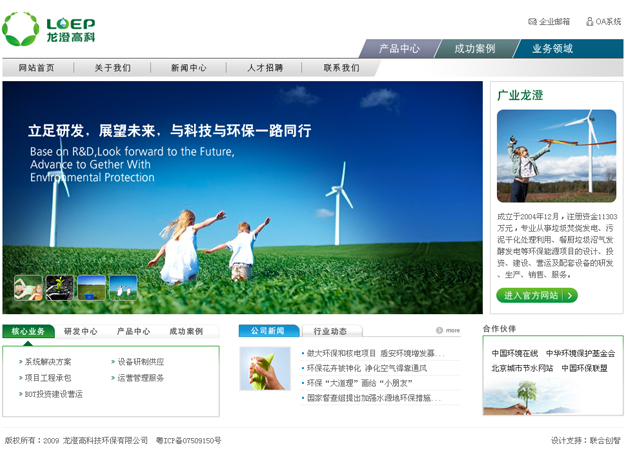 LOEP
龙澄高科
企业邮箱 OA系统
产品中心 成功案例 业务领域
网站首页 关于我们 新闻中心 人才招聘 联系我们
立足研发，展望未来，与科技与环保一路同行
Base on R&D,Look forward to the Future,
Advance to Gether With
Environmental Protection
广业龙澄
成立于2004年12月，注册资金11303
万元，专业从事垃圾焚烧发电、污
泥干化处理利用、餐厨垃圾沼气发
酵发电等环保能源项目的设计、投
资、建设、营运及配套设备的研发
、生产、销售、服务。
进入官方网站
核心业务 研发中心 产品中心 成功案例
系统解决方案 设备研制供应
项目工程承包 运营管理服务
BOT投资建设营运
公司新闻 行业动态 more
做大环保和核电项目 盾安环境增发募...
环保花卉被神化 净化空气得靠通风
环保“大道理”画给“小朋友”
国家督查组提出加强水源地环保措施...
合作伙伴
中国环境在线 中华环境保护基金会
北京城市节水网站 中国环保联盟
版权所有：2009 龙澄高科技环保有限公司 粤ICP备07509150号
设计支持：联合创智